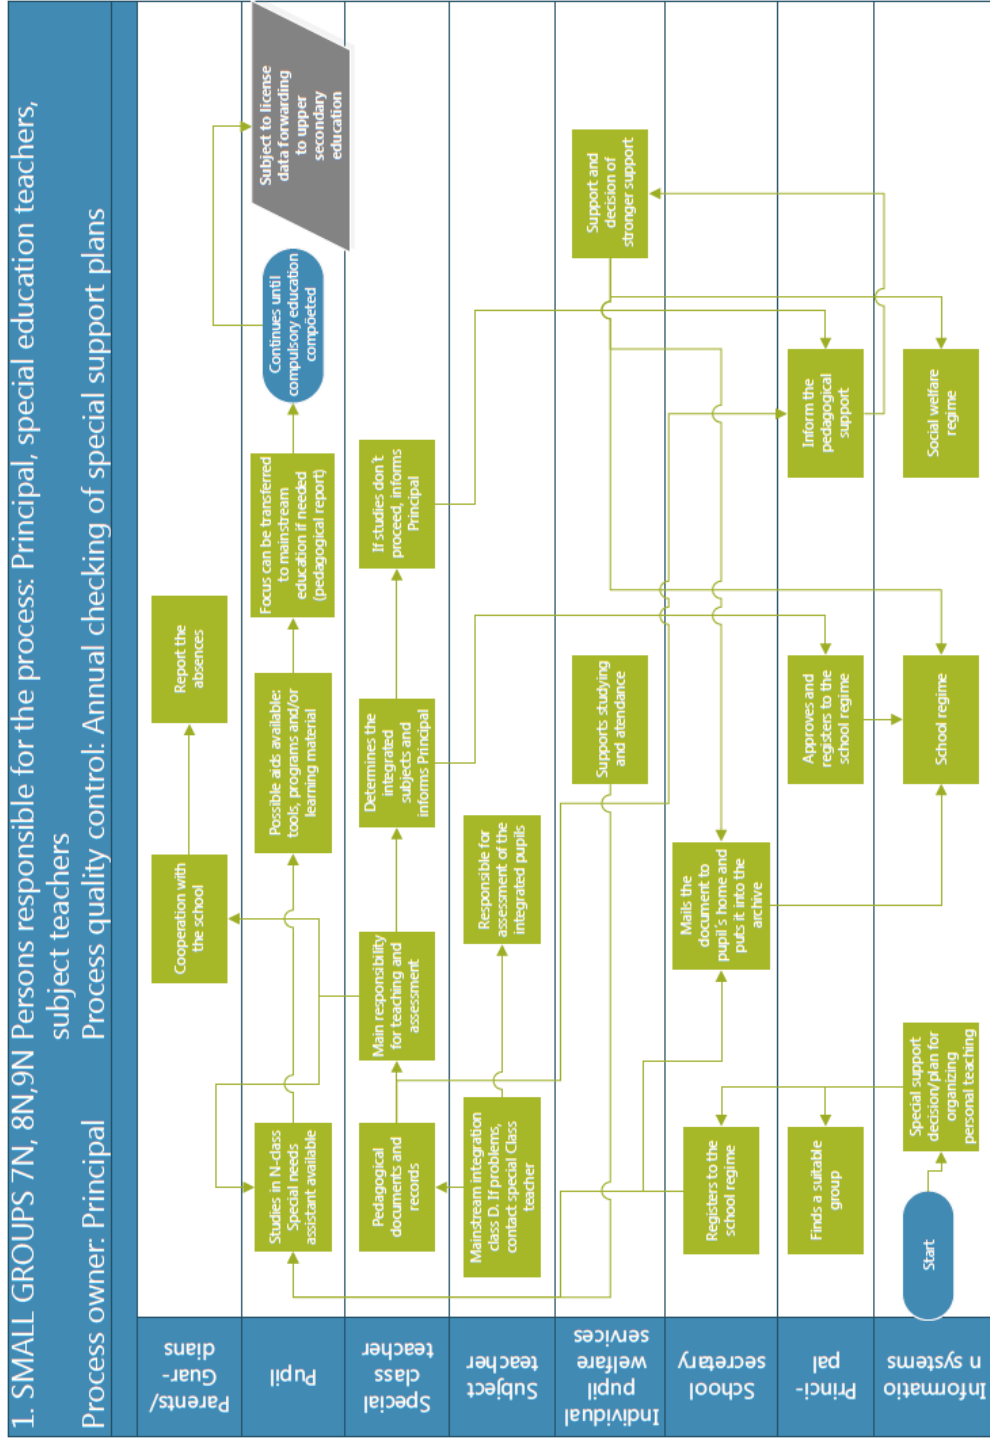 1. SMALL GROUPS 7N, 8N,9N Persons responsible for the process: Principal, special education teachers,
subject teachers
Process owner: Principal Process quality control: Annual checking of special support plans
Parents/
Guar-
dians
Cooperation with
the school
Report the
absences
Pupil
Studies in N-class
Special needs
assistant available
Possible aids available:
tools, programs and/or
learning material
Focus can be transferred
to mainstream
education if needed
(pedagogical report)
Continues until
compulsory education
compöeted
Subject to license
data forwarding
to upper
secondary
education
Special
class
teacher
Pedagogical
documents and
records
Main responsibility
for teaching and
assessment
Determines the
integrated
subjects and
informs Principal
If studies don´t
proceed, informs
Principal
Subject
teacher
Mainstream integration
class D. If problems,
contact special Class
teacher
Responsible for
assessment of the
integrated pupils
Individual
pupil
welfare
services
Supports studying
and atendance
Support and
decision of
stronger support
School
secretary
Registers to the
school regime
Mails the
document to
pupil´s home and
puts it into the
archive
Princi-
pal
Finds a suitable
group
Approves and
registers to the
school regime
Inform the
pedagogical
support
Informatio
n systems
Start
Special support
decision/plan for
organizing
personal teaching
School regime
Social welfare
regime